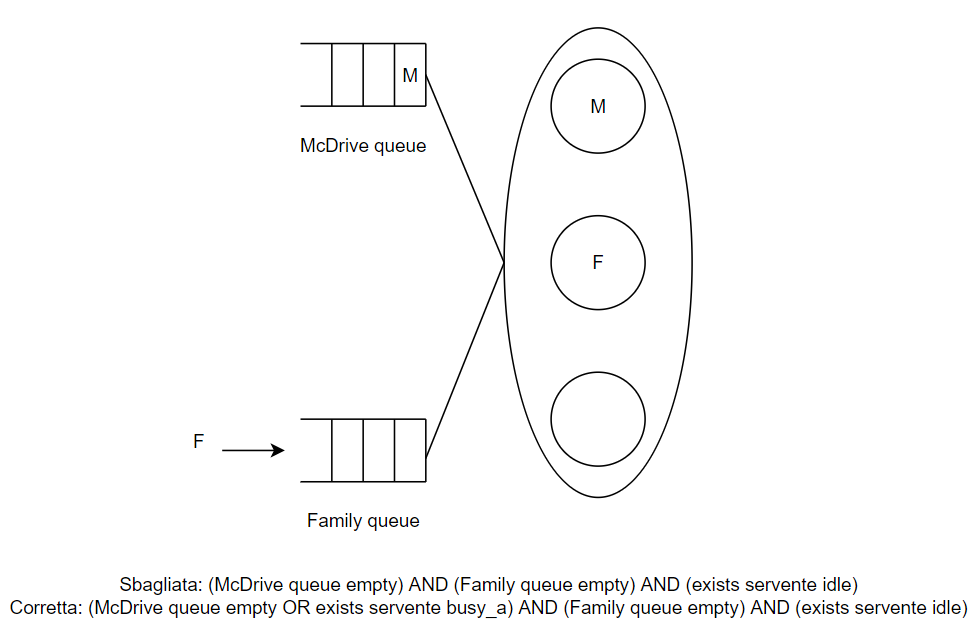 M
McDrive queue
M
F
F
Family queue
Sbagliata: (McDrive queue empty) AND (Family queue empty) AND (exists servente idle)
Corretta: (McDrive queue empty OR exists servente busy_a) AND (Family queue empty) AND (exists servente idle)